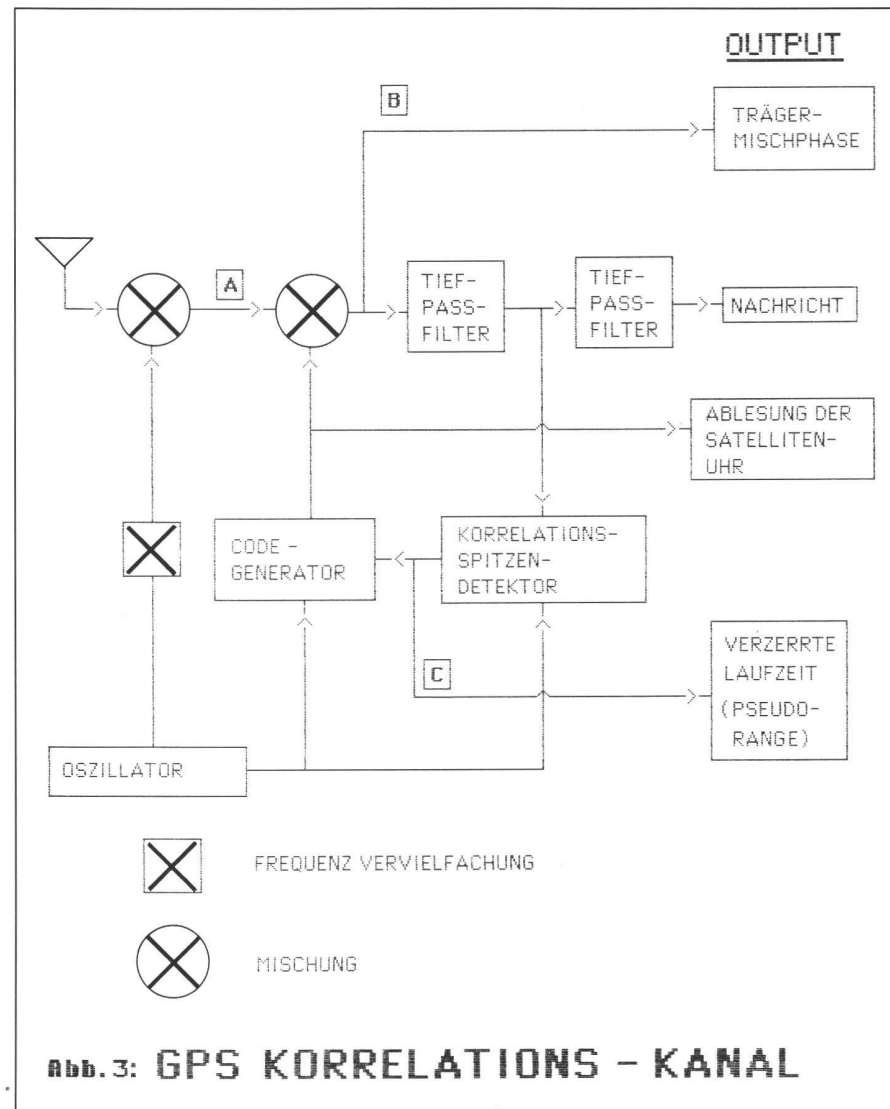 OUTPUT
B
TRÄGER-
MISCHPHASE
A
TIEF-
PASS-
FILTER
TIEF-
PASS-
FILTER
NACHRICHT
ABLESUNG DER
SATELLITEN-
UHR
CODE -
GENERATOR
KORRELATIONS-
SPITZEN-
DETEKTOR
C
VERZERRTE
LAUFZEIT
(PSEUDO-
RANGE)
OSZILLATOR
FREQUENZ VERVIELFACHUNG
MISCHUNG
Abb. 3: GPS KORRELATIONS - KANAL